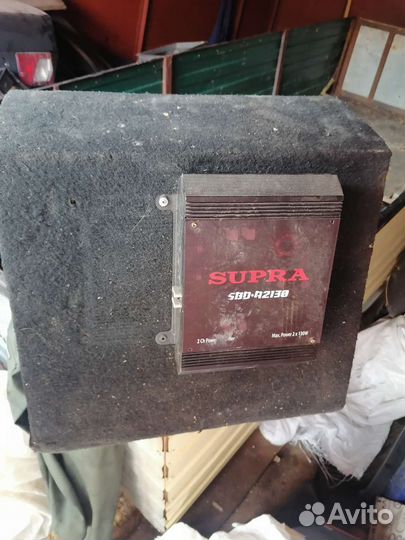 SUPRA
SBD-A2130
2 Ch Power
Max. Power 2 x 130W
Avito